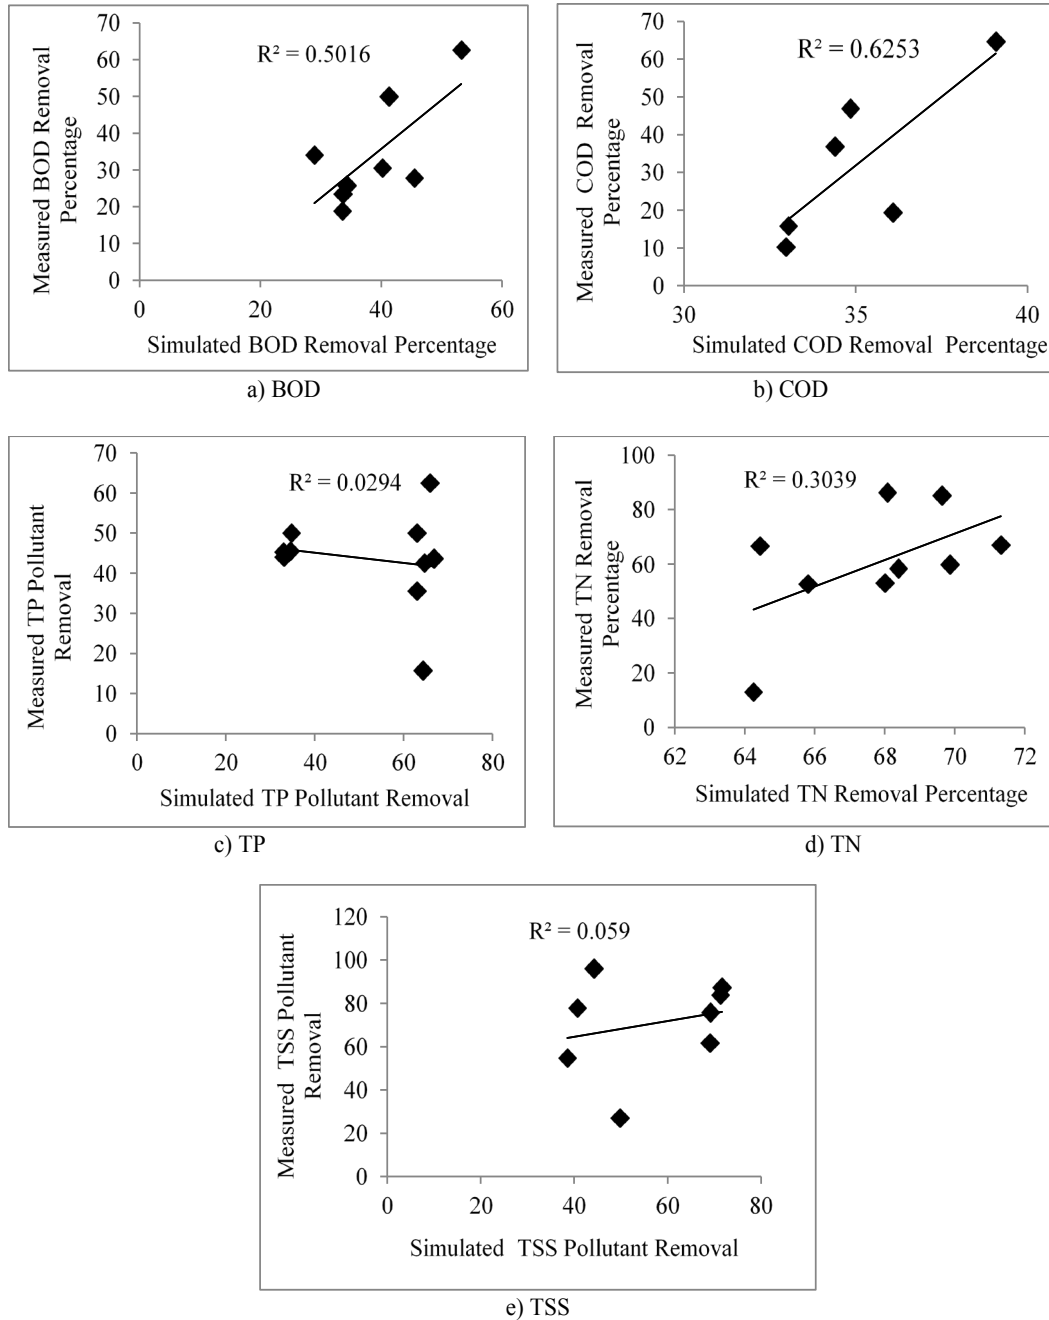 70
60
50
40
30
20
10
0
R² = 0.5016
Measured BOD Removal
Percentage
0 20 40 60
Simulated BOD Removal Percentage
a) BOD
70
60
50
40
30
20
10
0
R² = 0.6253
Measured COD Removal
Percentage
30 35 40
Simulated COD Removal Percentage
b) COD
70
60
50
40
30
20
10
0
R² = 0.0294
Measured TP Pollutant
Removal
0 20 40 60 80
Simulated TP Pollutant Removal
c) TP
100
80
60
40
20
0
R² = 0.3039
Measured TN Removal
Percentage
62 64 66 68 70 72
Simulated TN Removal Percentage
d) TN
120
100
80
60
40
20
0
R² = 0.059
Measured TSS Pollutant
Removal
0 20 40 60 80
Simulated TSS Pollutant Removal
e) TSS